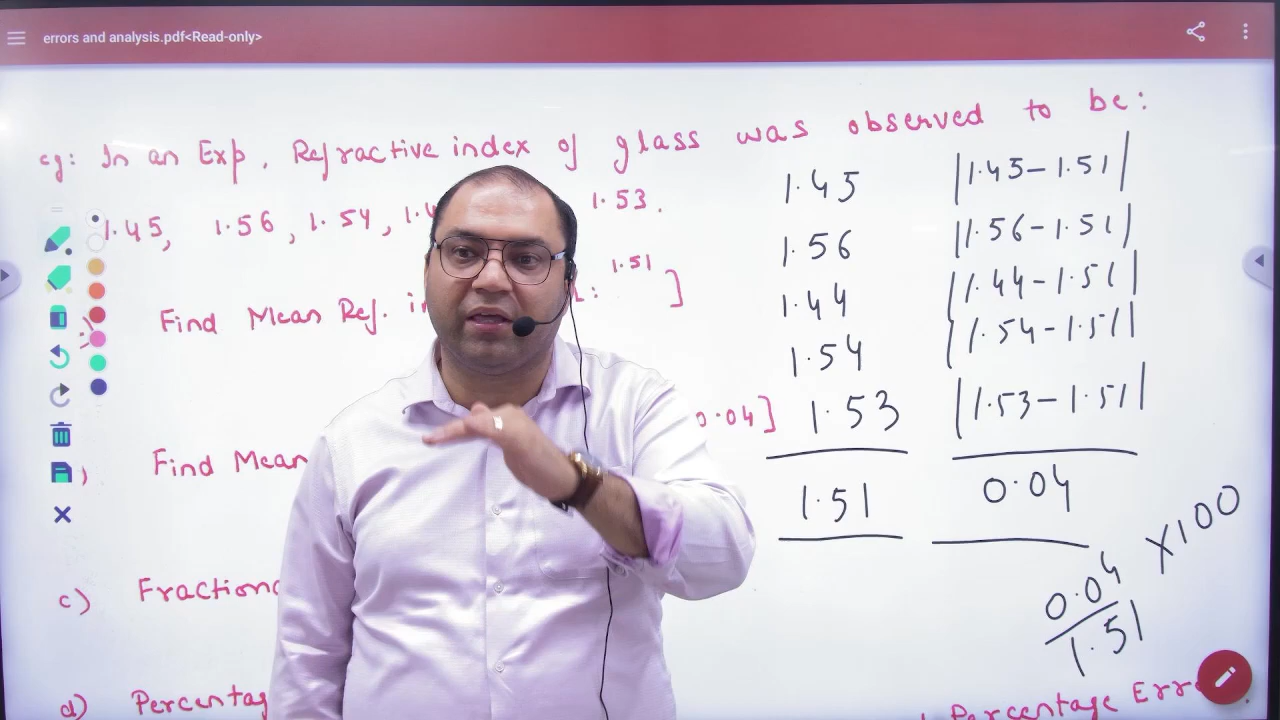 errors and analysis.pdf<Read-only>
eg: In an Exp, Refractive index of glass was observed to be:
1.45, 1.56, 1.54, 1.53.
Find Mean Ref. 1.51 ]
Find Mean 0.04]
c)
d)
Percentage Err
1.45
1.56
1.44
1.54
1.53
1.51
|1.45-1.51|
|1.56-1.51|
|1.44-1.51|
|1.54-1.51|
|1.53-1.51|
0.04
0.04
1.51
×100